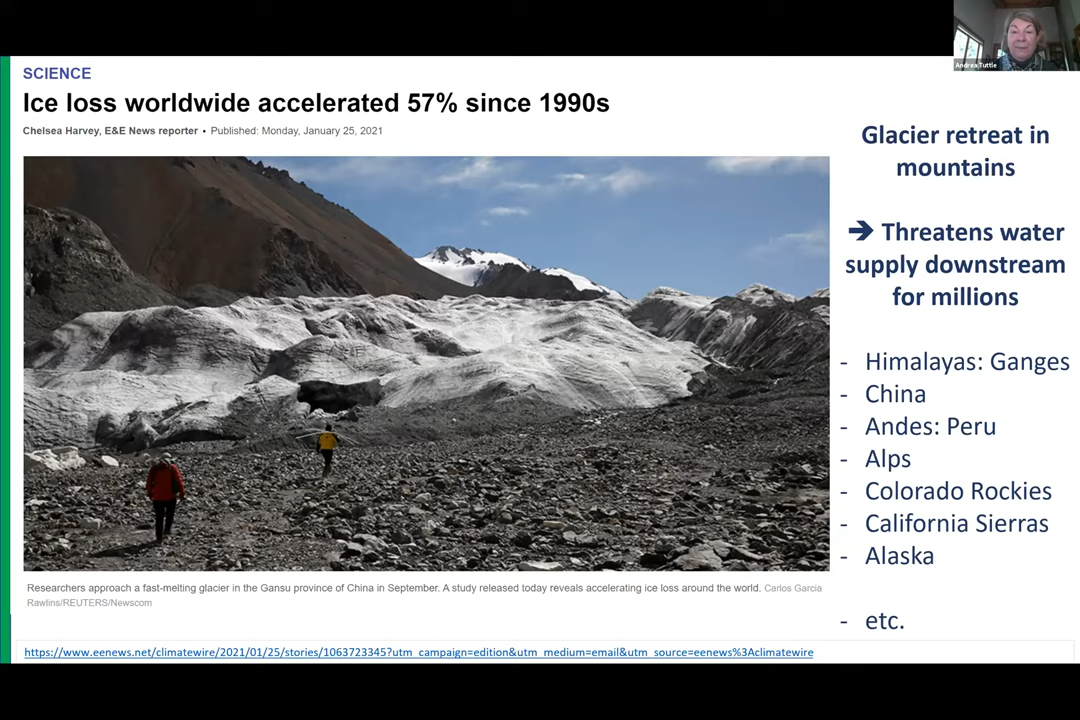 Andrea Tuttle
SCIENCE
Ice loss worldwide accelerated 57% since 1990s
Chelsea Harvey, E&E News reporter • Published: Monday, January 25, 2021
Glacier retreat in
mountains
➔ Threatens water
supply downstream
for millions
- Himalayas: Ganges
- China
- Andes: Peru
- Alps
- Colorado Rockies
- California Sierras
- Alaska
- etc.
Researchers approach a fast-melting glacier in the Gansu province of China in September. A study released today reveals accelerating ice loss around the world. Carlos Garcia
Rawlins/REUTERS/Newscom
https://www.eenews.net/climatewire/2021/01/25/stories/1063723345?utm_campaign=edition&utm_medium=email&utm_source=eenews%3Aclimatewire